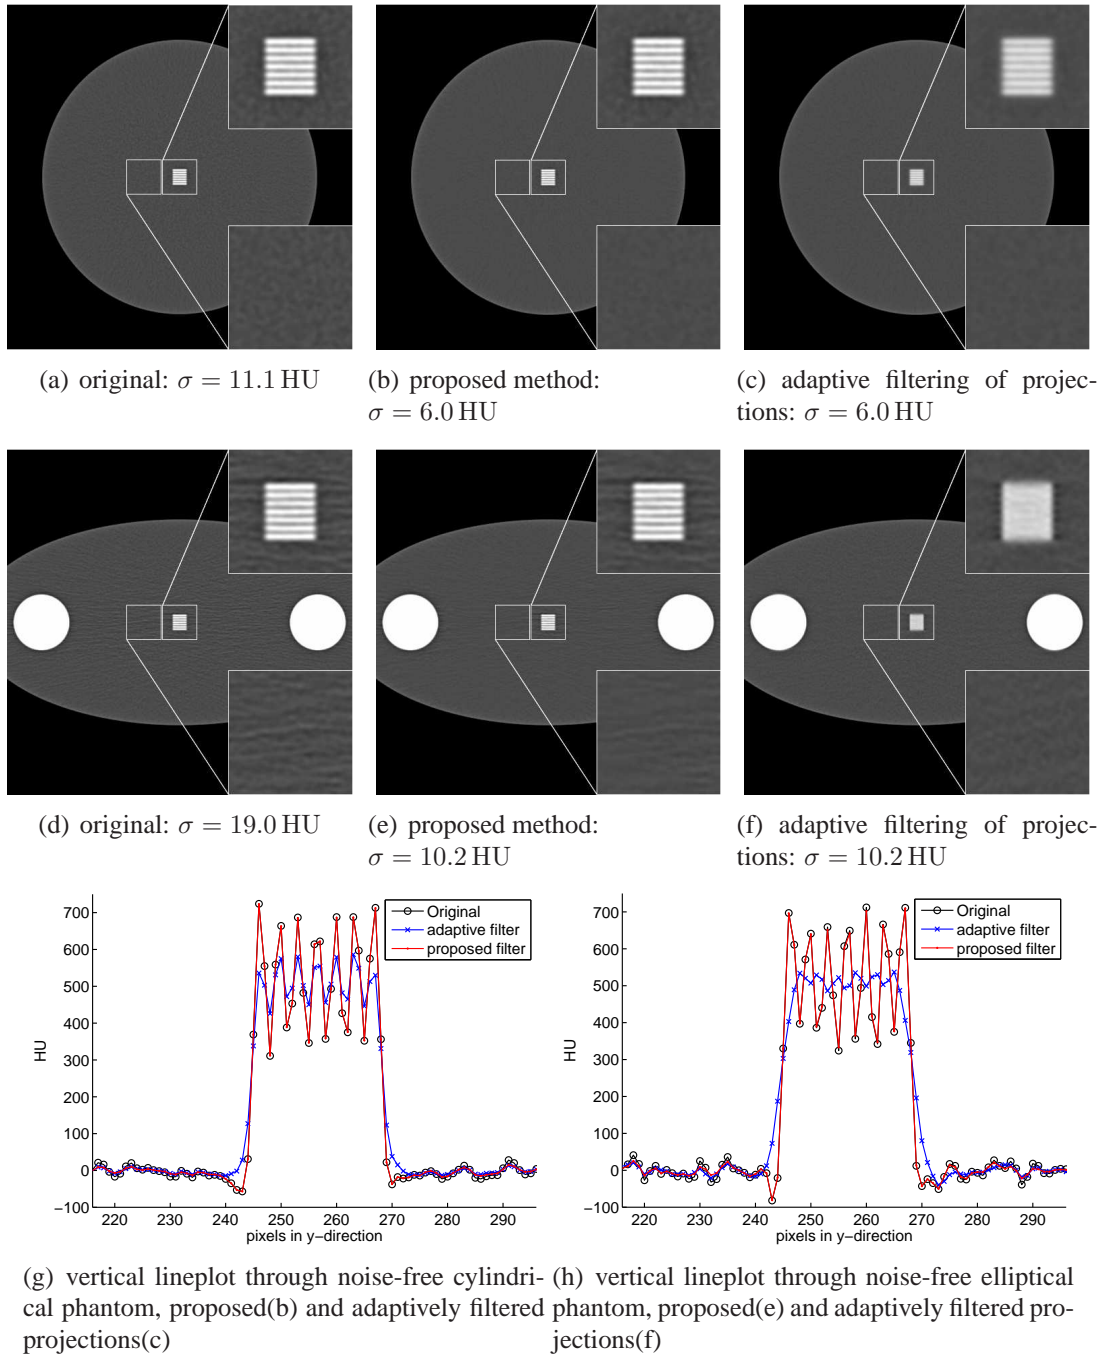 (a) original: σ = 11.1 HU
(b) proposed method:
σ = 6.0 HU
(c) adaptive filtering of projec-
tions: σ = 6.0 HU
(d) original: σ = 19.0 HU
(e) proposed method:
σ = 10.2 HU
(f) adaptive filtering of projec-
tions: σ = 10.2 HU
700
600
500
400
300
200
100
0
−100
HU
220 230 240 250 260 270 280 290
pixels in y−direction
Original
adaptive filter
proposed filter
700
600
500
400
300
200
100
0
−100
HU
220 230 240 250 260 270 280 290
pixels in y−direction
Original
adaptive filter
proposed filter
(g) vertical lineplot through noise-free cylindri-
cal phantom, proposed(b) and adaptively filtered
projections(c)
(h) vertical lineplot through noise-free elliptical
phantom, proposed(e) and adaptively filtered pro-
jections(f)